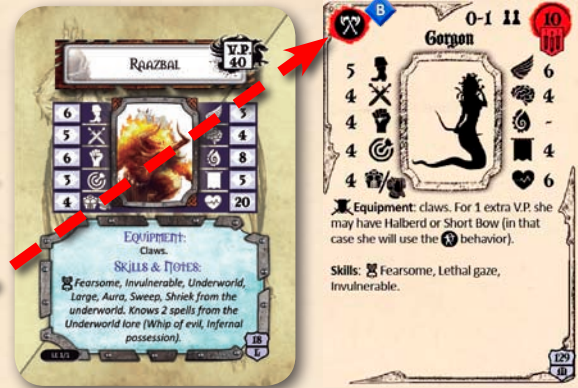 RAAZBAL
V.P.
40
6 3
5 4
6 8
3 5
4 20
EQUIPMENT:
Claws.
SKILLS & NOTES:
Fearsome, Invulnerable, Underworld,
Large, Aura, Sweep, Shriek from the
underworld. Knows 2 spells from the
Underworld lore (Whip of evil, Infernal
possession).
LE 1/1
18
L
B
0-1
10
Gorgon
5 6
4 4
4 -
4 4
4 6
Equipment: claws. For 1 extra V.P. she
may have Halberd or Short Bow (in that
case she will use the behavior).
Skills: Fearsome, Lethal gaze,
Invulnerable.
129